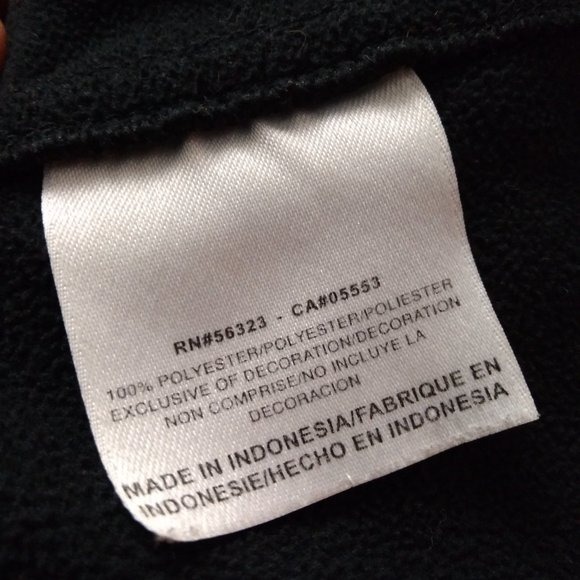 RN#56323 - CA#05553
100% POLYESTER/POLYESTER/POLIESTER
EXCLUSIVE OF DECORATION/DECORATION
NON COMPRISE/NO INCLUYE LA
DECORACION
MADE IN INDONESIA/FABRIQUE EN
INDONESIE/HECHO EN INDONESIA